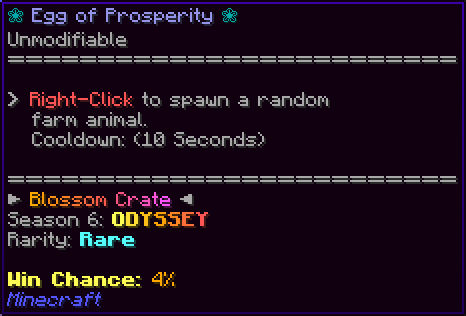 ❀ Egg of Prosperity ❀
Unmodifiable
==============================
> Right-Click to spawn a random
farm animal.
Cooldown: (10 Seconds)
==============================
► Blossom Crate ◄
Season 6: ODYSSEY
Rarity: Rare
Win Chance: 4%
Minecraft